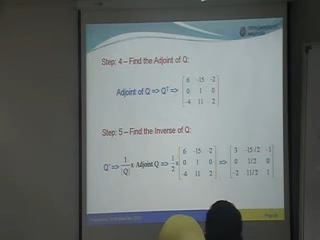 Step: 4 – Find the Adjoint of Q:
Adjoint of Q => Qᵀ =>
6 -15 -2
0 1 0
-4 11 2
Step: 5 – Find the Inverse of Q:
Q' => 1/|Q| x Adjoint Q => 1/2 x
6 -15 -2
0 1 0
-4 11 2
=>
3 -15/2 -1
0 1/2 0
-2 11/2 1